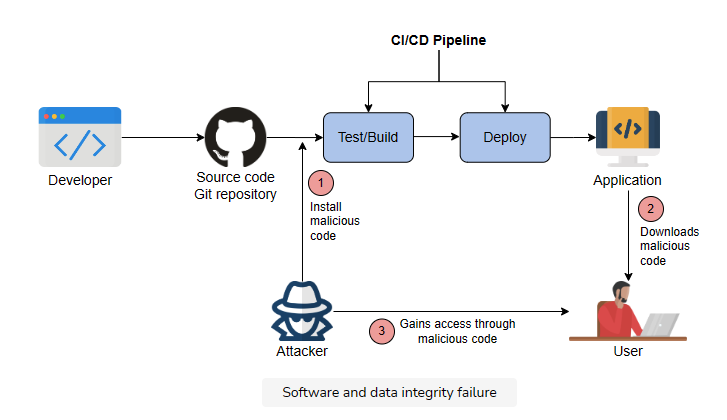 CI/CD Pipeline
Developer
Source code
Git repository
Test/Build
Deploy
Application
1
Install
malicious
code
2
Downloads
malicious
code
Attacker
3
Gains access through
malicious code
User
Software and data integrity failure